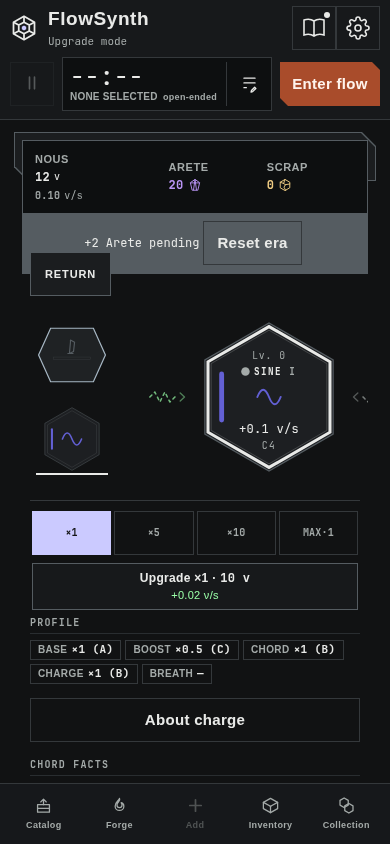 FlowSynth
Upgrade mode
--:--
NONE SELECTED open-ended
Enter flow
NOUS
12 ν
0.10 ν/s
ARETE
20
SCRAP
0
+2 Arete pending
Reset era
RETURN
Lv. 0
SINE I
+0.1 ν/s
C4
×1
×5
×10
MAX·1
Upgrade ×1 · 10 ν
+0.02 ν/s
PROFILE
BASE ×1 (A)
BOOST ×0.5 (C)
CHORD ×1 (B)
CHARGE ×1 (B)
BREATH —
About charge
CHORD FACTS
Catalog
Forge
Add
Inventory
Collection